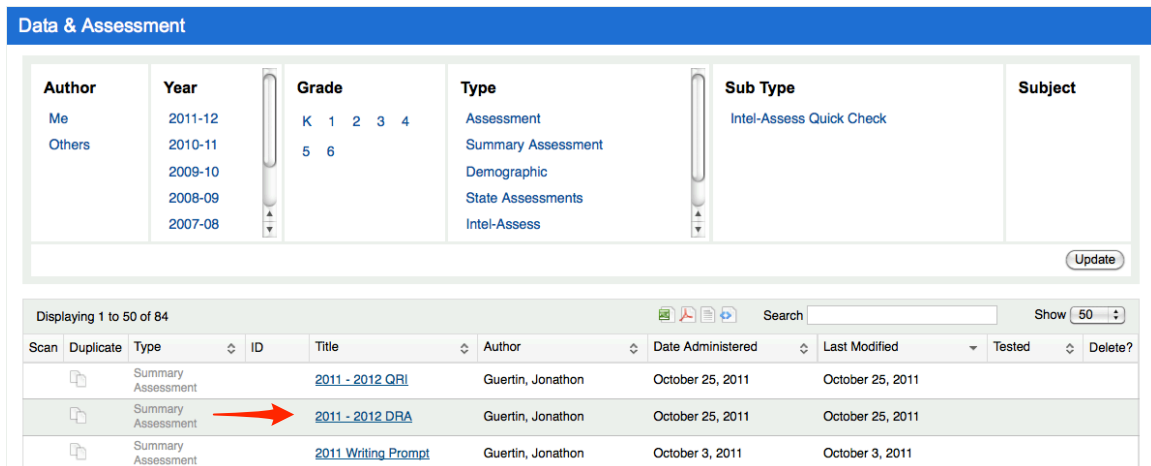 Data & Assessment
Author Year Grade Type Sub Type Subject
Me 2011-12 K 1 2 3 4 Assessment Intel-Assess Quick Check
Others 2010-11 Summary Assessment
5 6
2009-10 Demographic
2008-09 State Assessments
2007-08 Intel-Assess
Update
Displaying 1 to 50 of 84 Search Show 50
Scan Duplicate Type ID Title Author Date Administered Last Modified Tested Delete?
Summary
Assessment 2011 - 2012 QRI Guertin, Jonathon October 25, 2011 October 25, 2011
Summary
Assessment 2011 - 2012 DRA Guertin, Jonathon October 25, 2011 October 25, 2011
Summary
Assessment 2011 Writing Prompt Guertin, Jonathon October 3, 2011 October 3, 2011